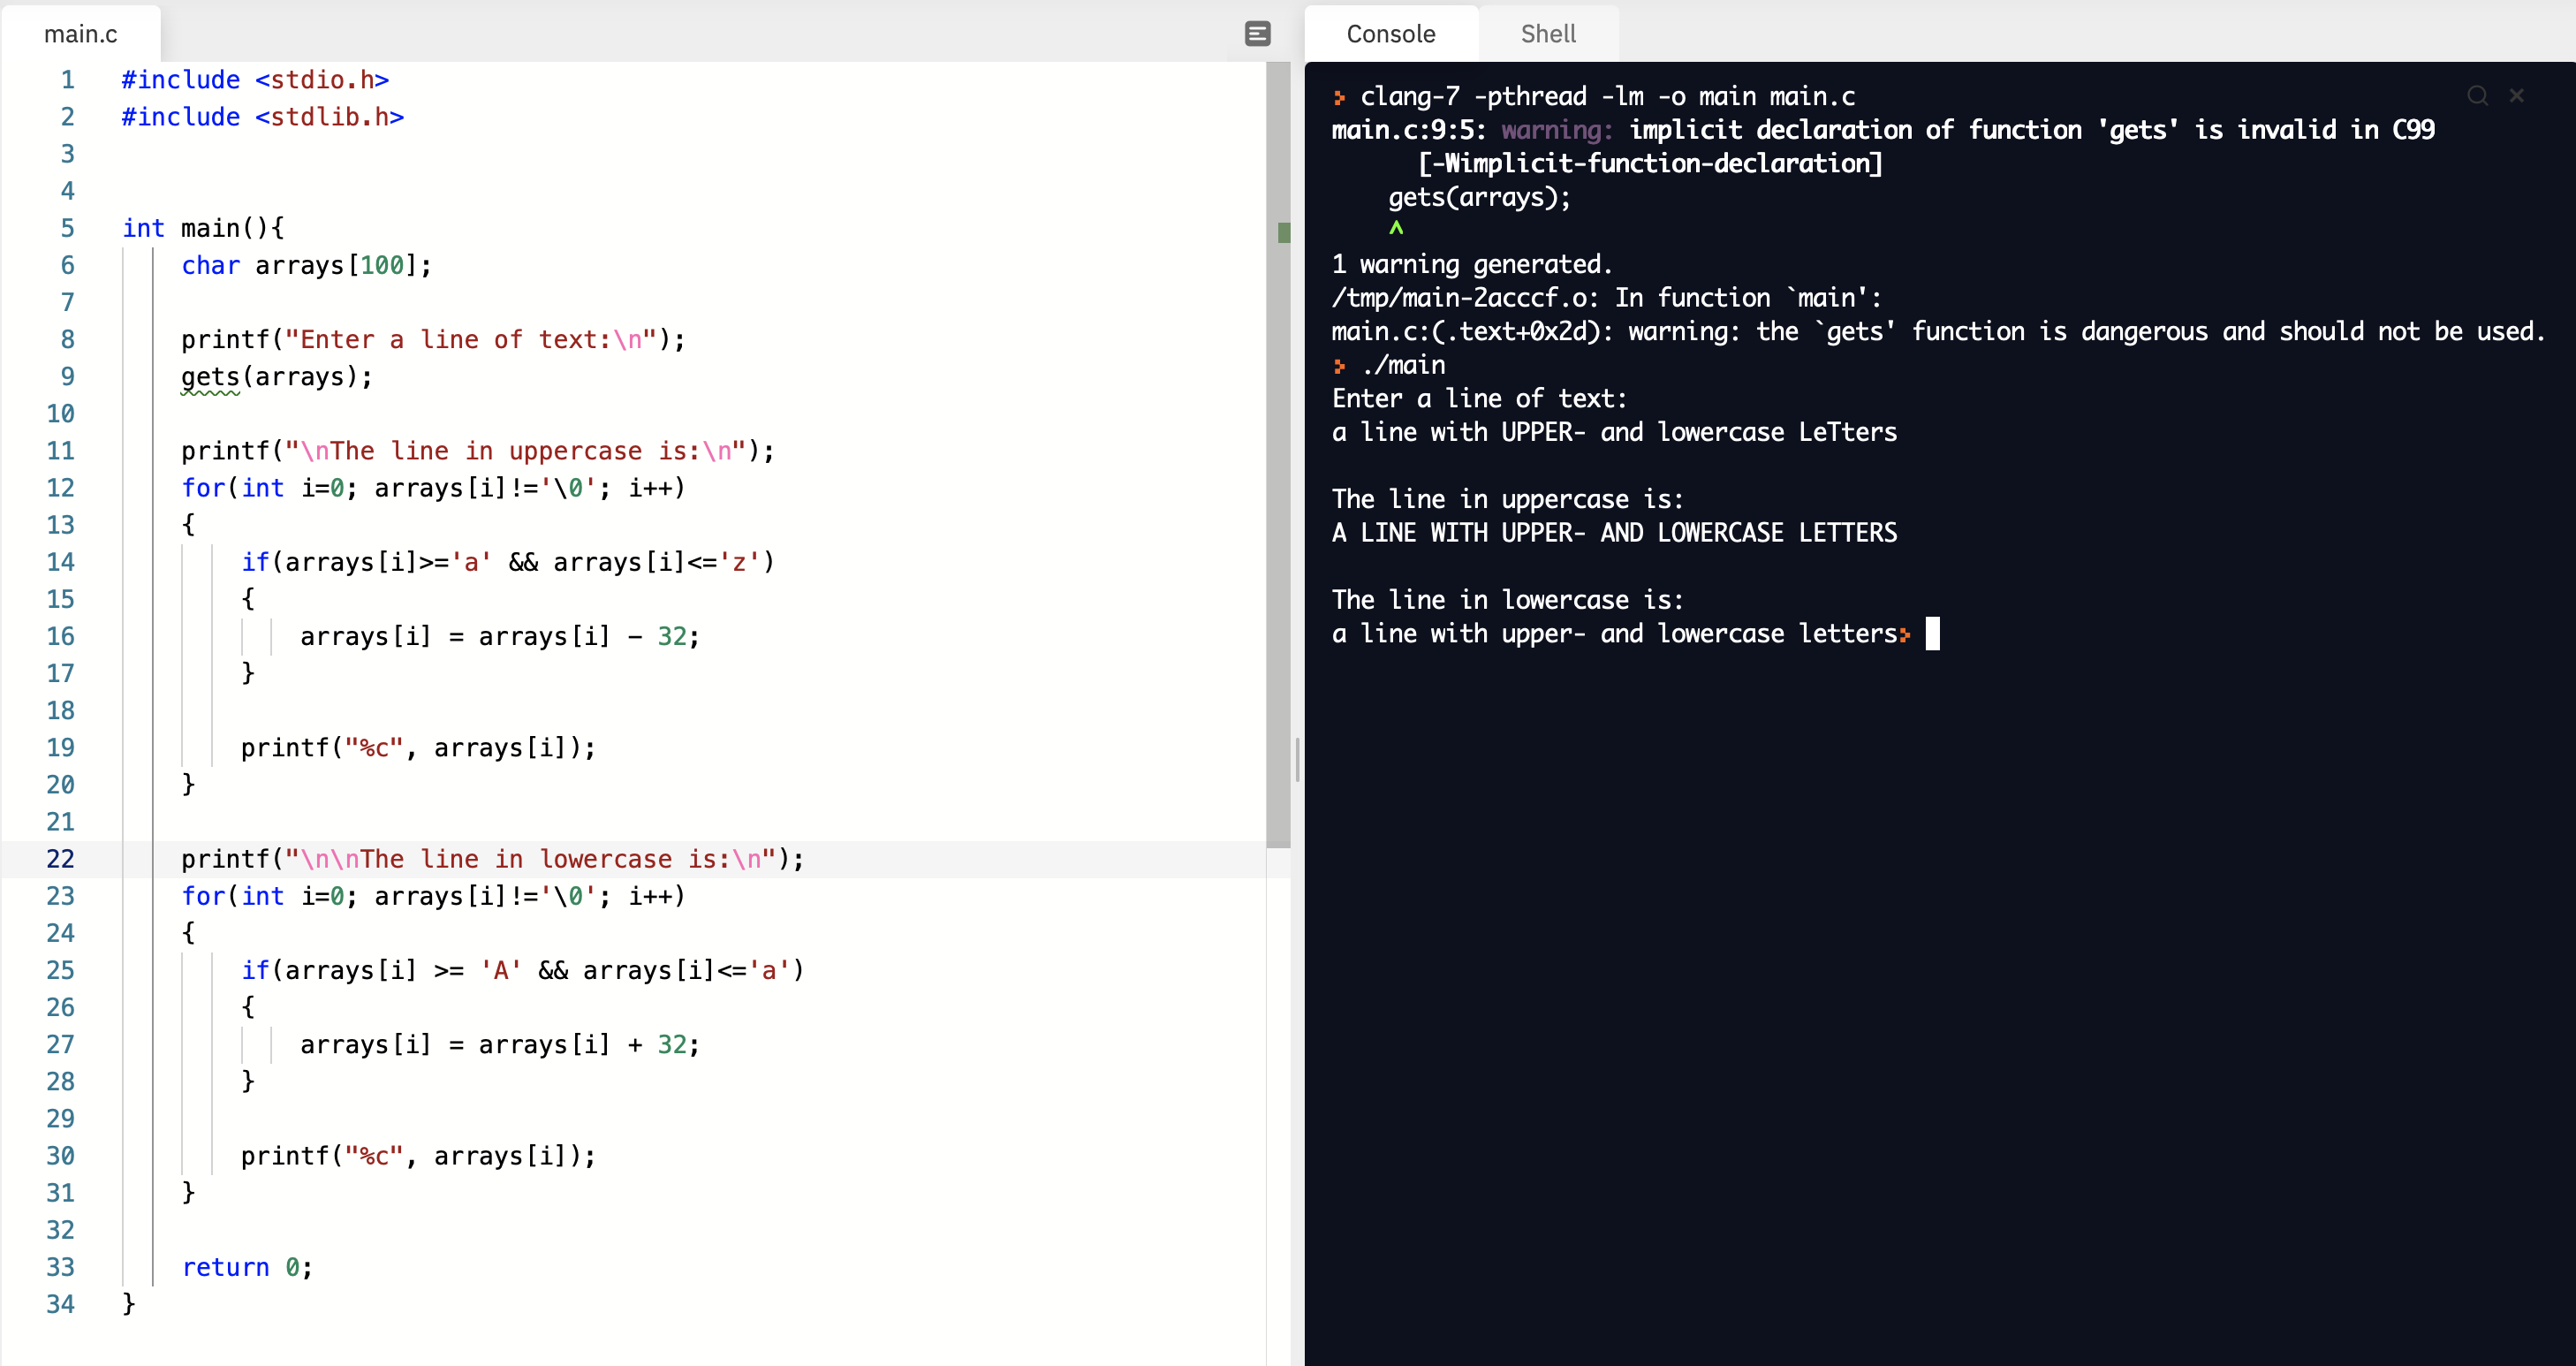 main.c
1 #include <stdio.h>
2 #include <stdlib.h>
3
4
5 int main(){
6     char arrays[100];
7
8     printf("Enter a line of text:\n");
9     gets(arrays);
10
11     printf("\nThe line in uppercase is:\n");
12     for(int i=0; arrays[i]!='\0'; i++)
13     {
14         if(arrays[i]>='a' && arrays[i]<='z')
15         {
16             arrays[i] = arrays[i] - 32;
17         }
18
19         printf("%c", arrays[i]);
20     }
21
22     printf("\n\nThe line in lowercase is:\n");
23     for(int i=0; arrays[i]!='\0'; i++)
24     {
25         if(arrays[i] >= 'A' && arrays[i]<='a')
26         {
27             arrays[i] = arrays[i] + 32;
28         }
29
30         printf("%c", arrays[i]);
31     }
32
33     return 0;
34 }
Console Shell
clang-7 -pthread -lm -o main main.c
main.c:9:5: warning: implicit declaration of function 'gets' is invalid in C99
      [-Wimplicit-function-declaration]
    gets(arrays);
    ^
1 warning generated.
/tmp/main-2acccf.o: In function `main':
main.c:(.text+0x2d): warning: the `gets' function is dangerous and should not be used.
./main
Enter a line of text:
a line with UPPER- and lowercase LeTters

The line in uppercase is:
A LINE WITH UPPER- AND LOWERCASE LETTERS

The line in lowercase is:
a line with upper- and lowercase letters